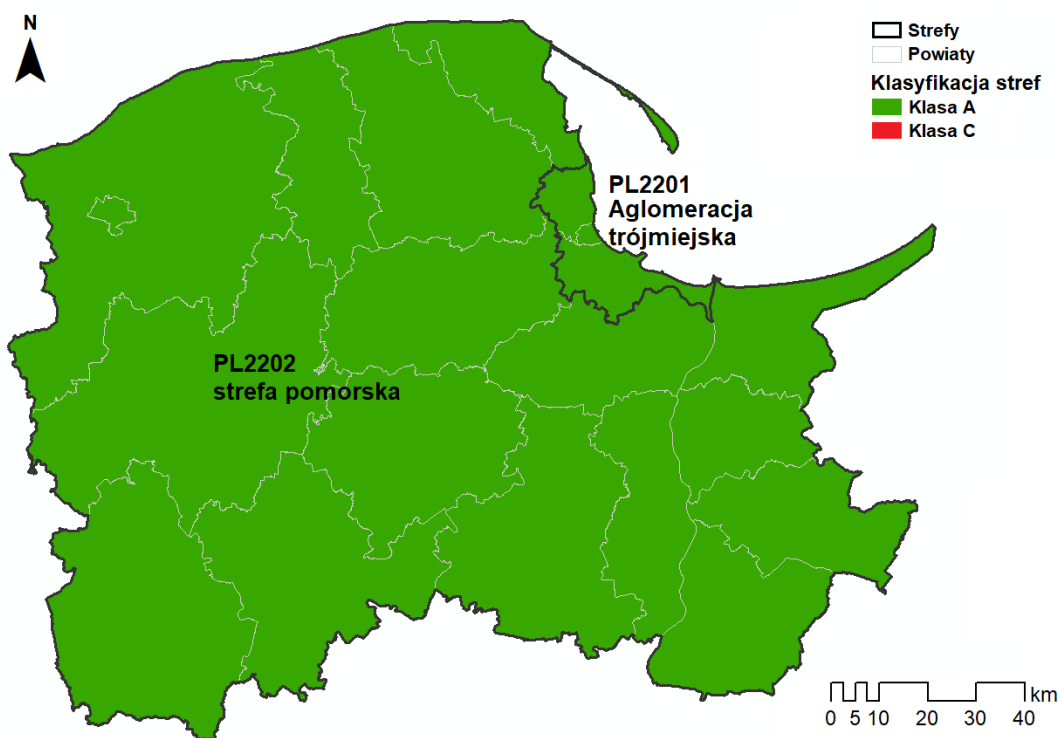 N
Strefy
Powiaty
Klasyfikacja stref
Klasa A
Klasa C
PL2201
Aglomeracja
trójmiejska
PL2202
strefa pomorska
km
0 5 10 20 30 40